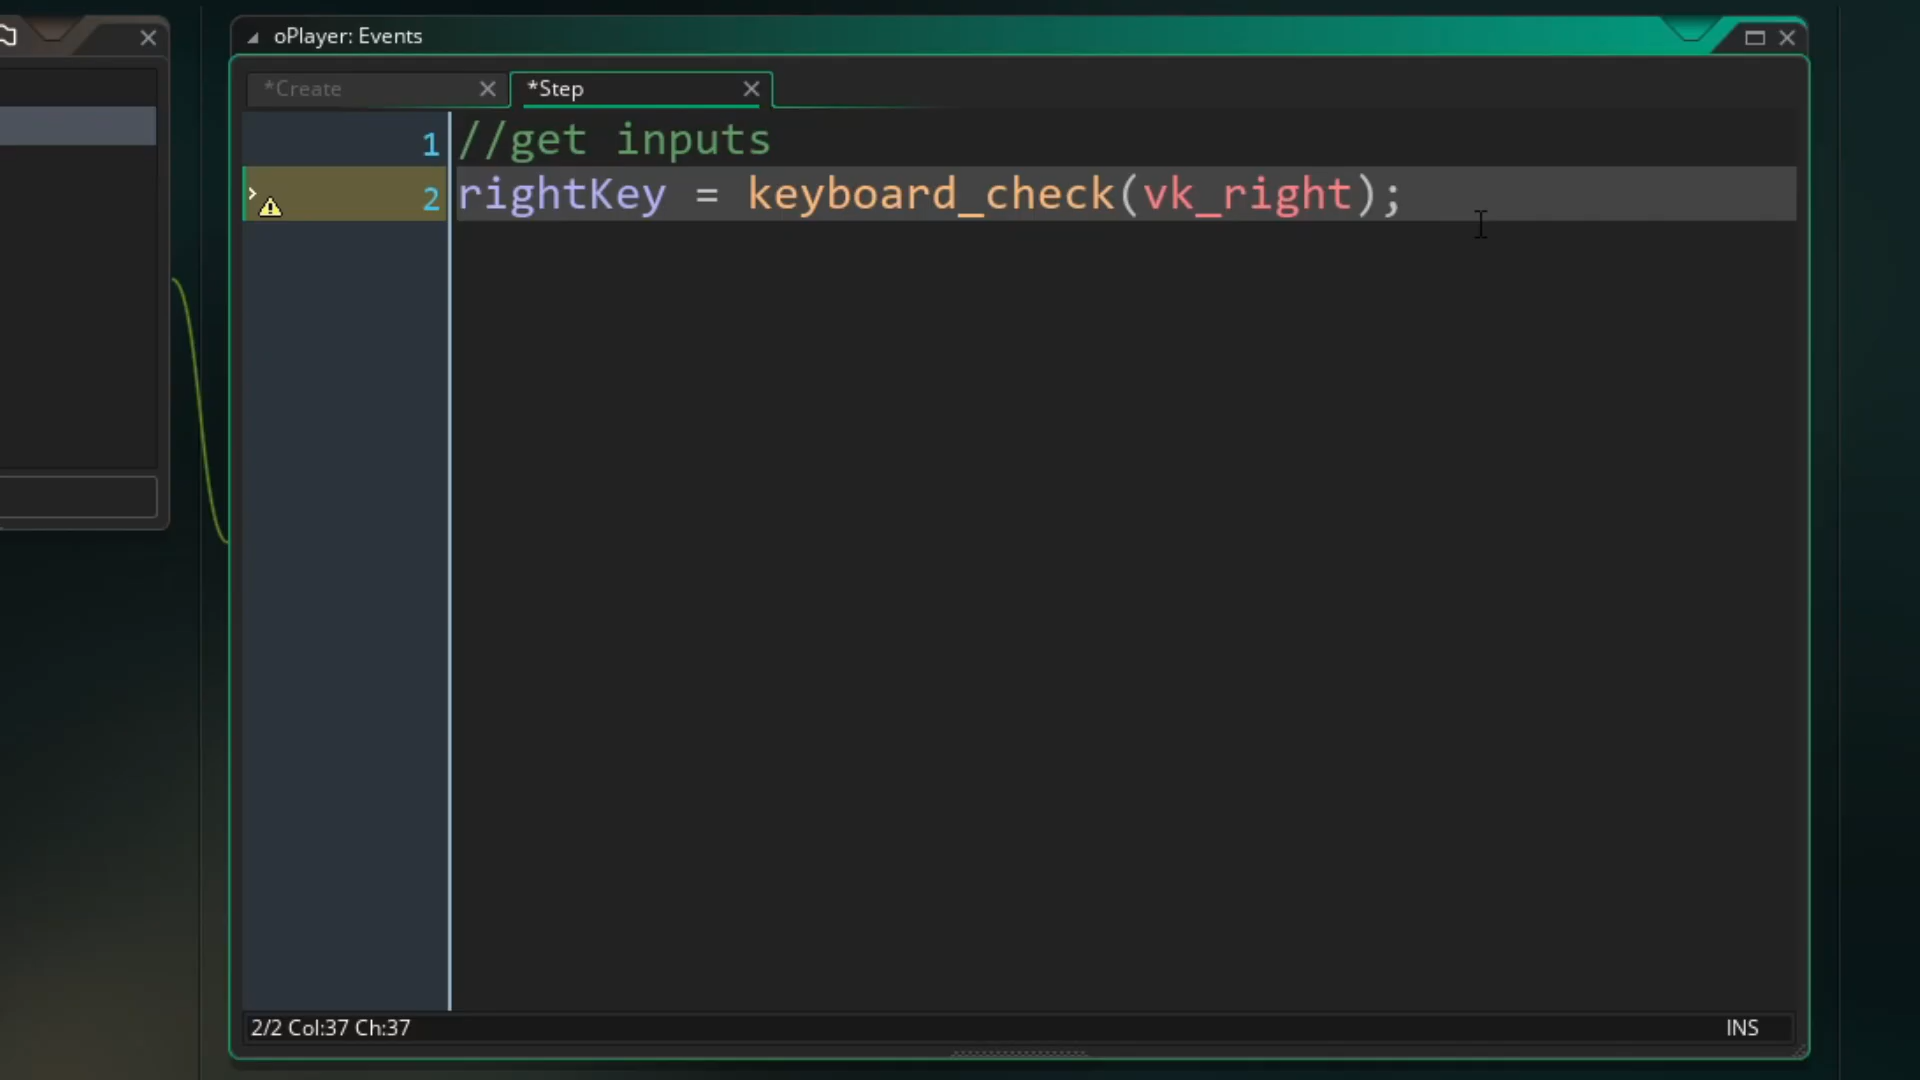 oPlayer: Events
*Create
*Step
1 //get inputs
2 rightKey = keyboard_check(vk_right);
2/2 Col:37 Ch:37
INS